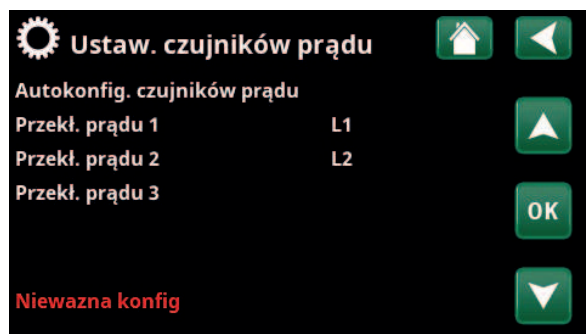 Ustaw. czujników prądu
Autokonfig. czujników prądu
Przekł. prądu 1 L1
Przekł. prądu 2 L2
Przekł. prądu 3
OK
Niewazna konfig